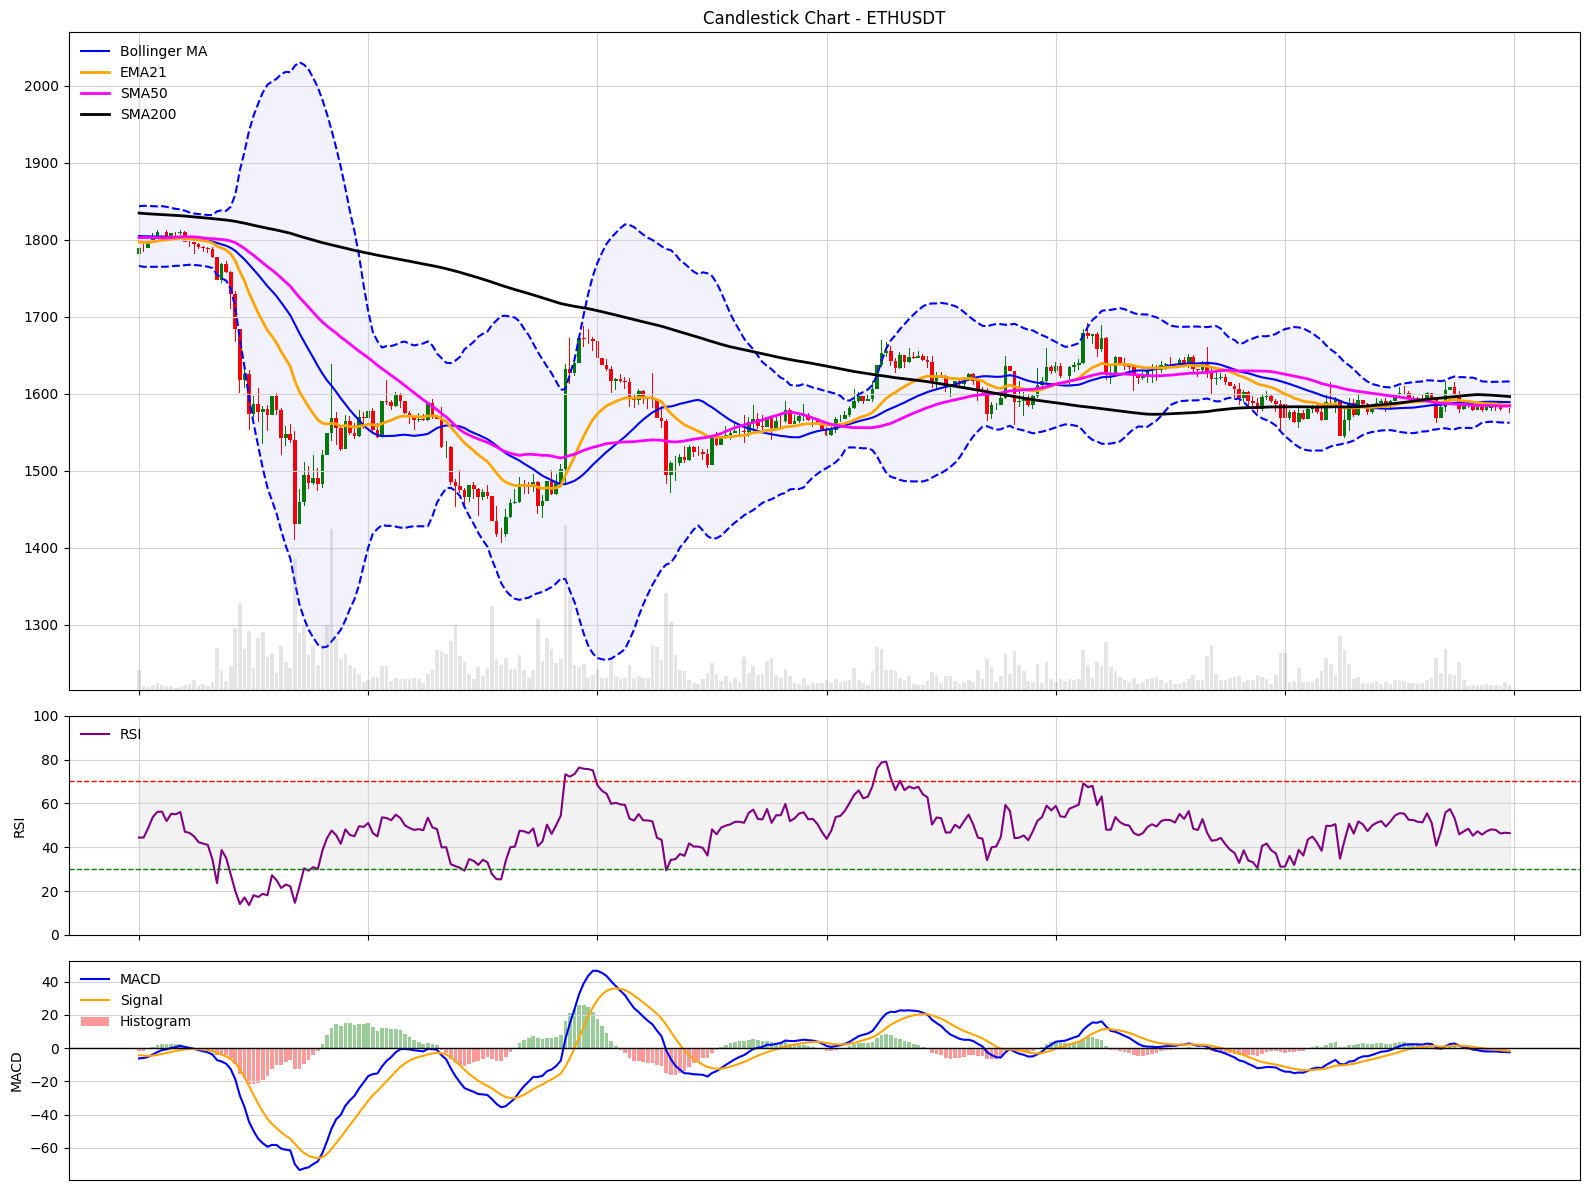 Candlestick Chart - ETHUSDT
Bollinger MA
EMA21
SMA50
SMA200
2000
1900
1800
1700
1600
1500
1400
1300
RSI
100
80
60
40
20
0
RSI
MACD
Signal
Histogram
40
20
0
−20
−40
−60
MACD